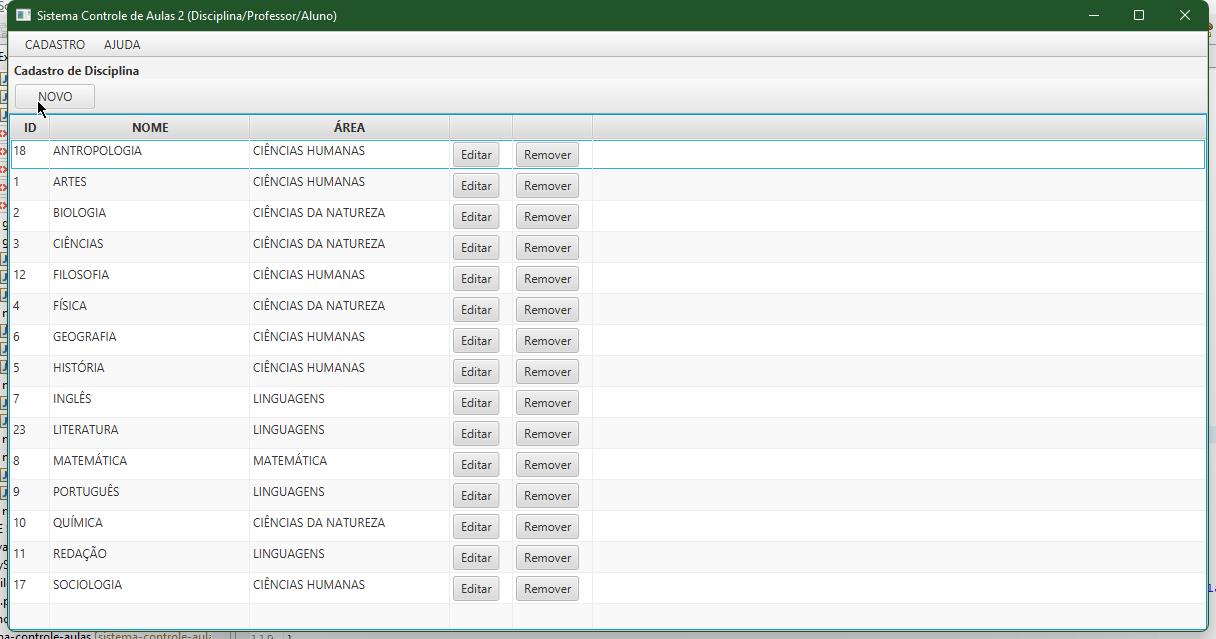 Sistema Controle de Aulas 2 (Disciplina/Professor/Aluno)
CADASTRO AJUDA
Cadastro de Disciplina
NOVO
ID NOME ÁREA
18 ANTROPOLOGIA CIÊNCIAS HUMANAS Editar Remover
1 ARTES CIÊNCIAS HUMANAS Editar Remover
2 BIOLOGIA CIÊNCIAS DA NATUREZA Editar Remover
3 CIÊNCIAS CIÊNCIAS DA NATUREZA Editar Remover
12 FILOSOFIA CIÊNCIAS HUMANAS Editar Remover
4 FÍSICA CIÊNCIAS DA NATUREZA Editar Remover
6 GEOGRAFIA CIÊNCIAS HUMANAS Editar Remover
5 HISTÓRIA CIÊNCIAS HUMANAS Editar Remover
7 INGLÊS LINGUAGENS Editar Remover
23 LITERATURA LINGUAGENS Editar Remover
8 MATEMÁTICA MATEMÁTICA Editar Remover
9 PORTUGUÊS LINGUAGENS Editar Remover
10 QUÍMICA CIÊNCIAS DA NATUREZA Editar Remover
11 REDAÇÃO LINGUAGENS Editar Remover
17 SOCIOLOGIA CIÊNCIAS HUMANAS Editar Remover